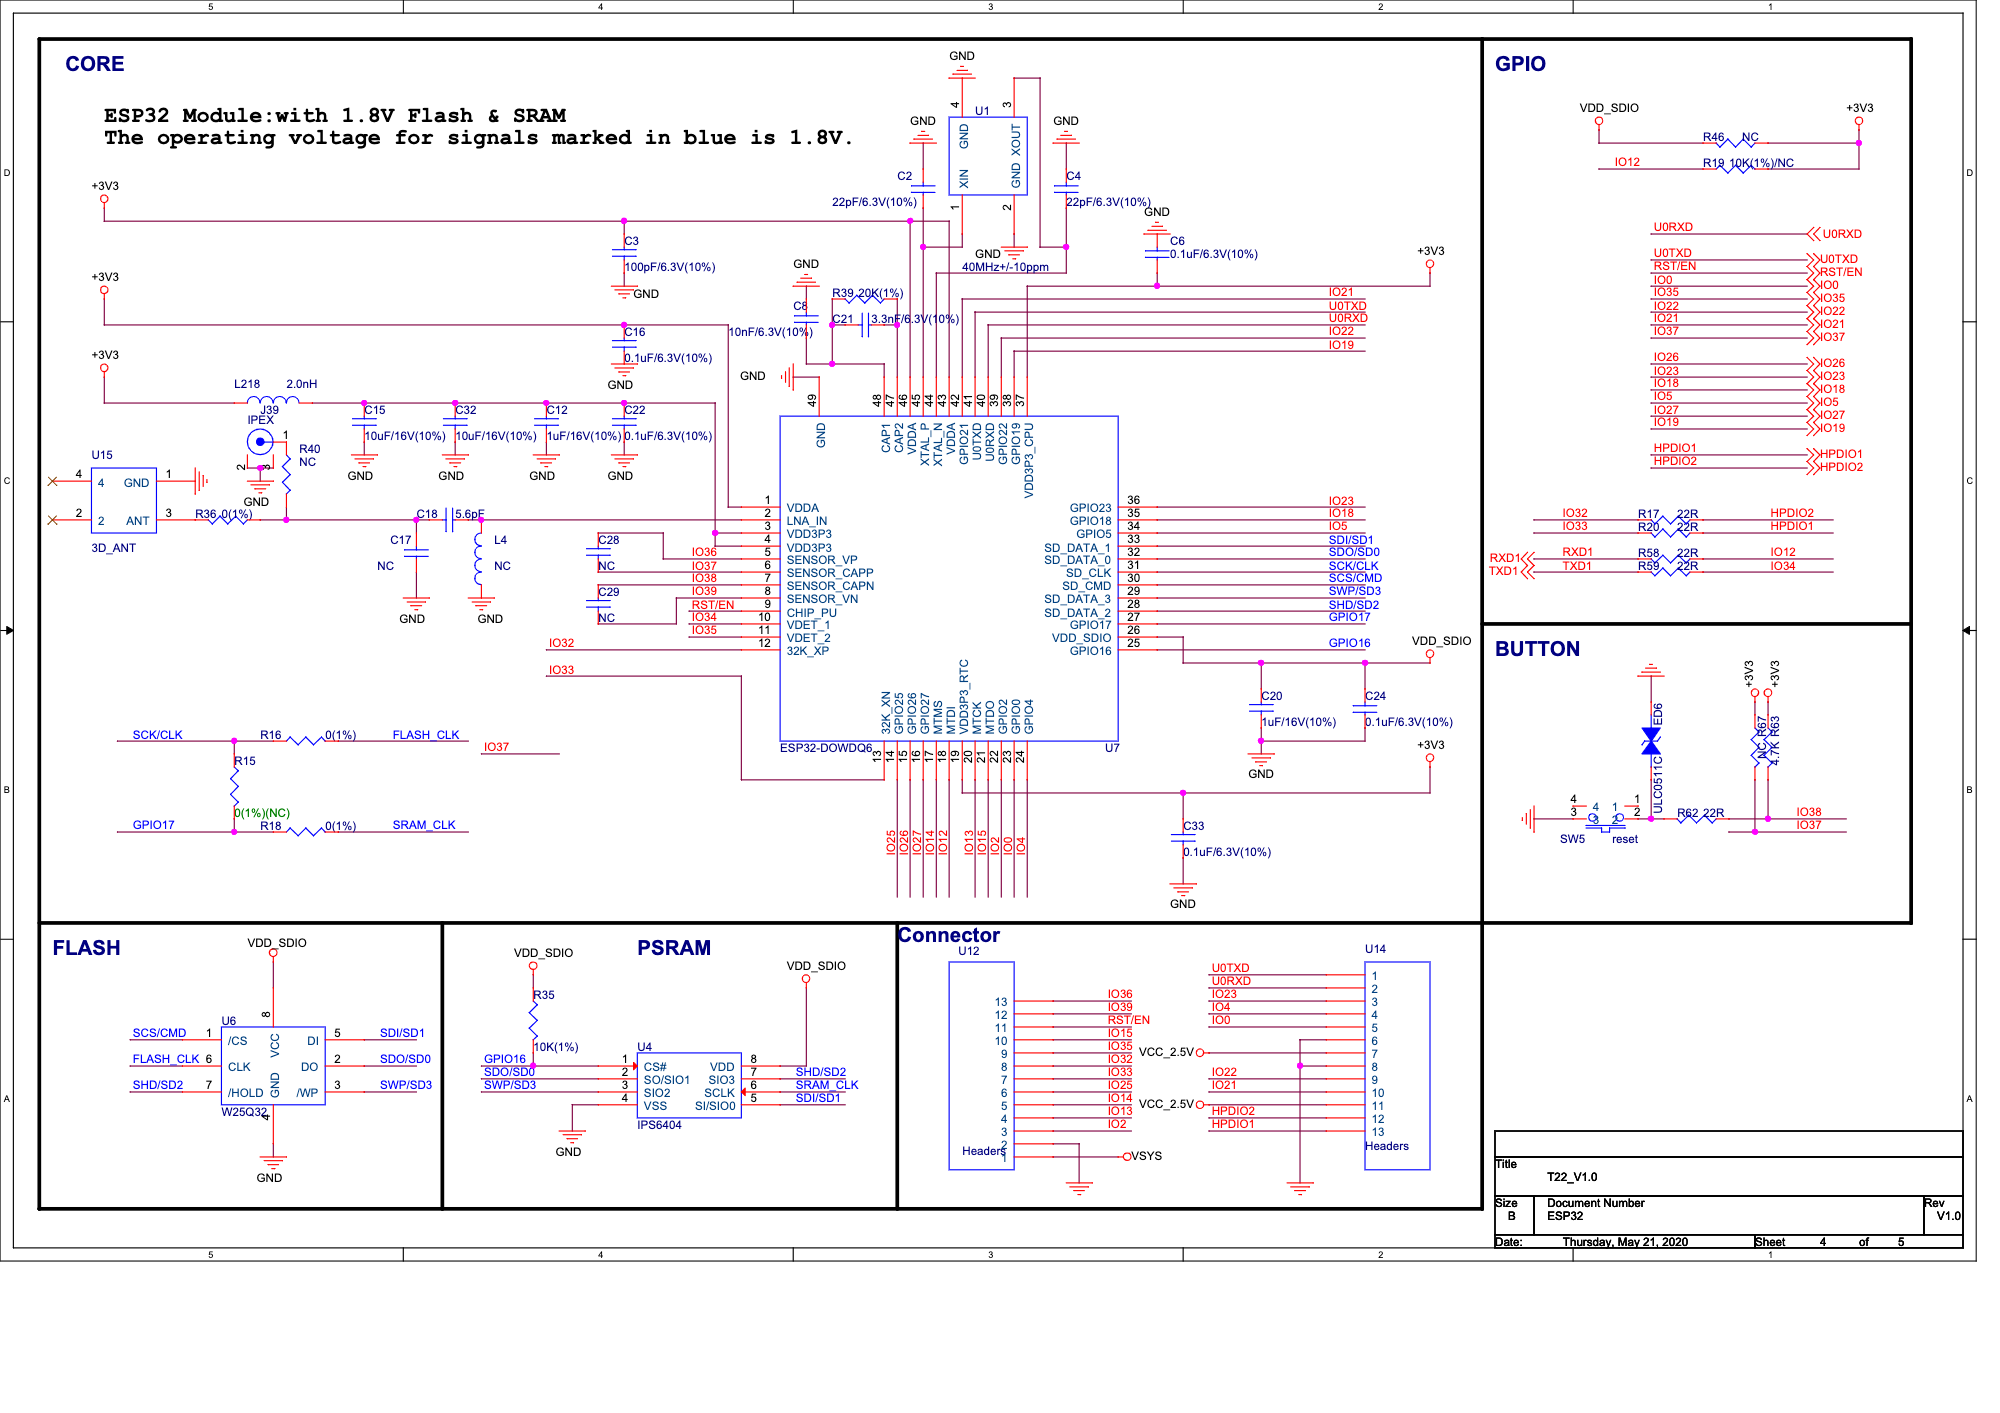 5
4
3
2
1
D
C
B
A
CORE
ESP32 Module:with 1.8V Flash & SRAM
The operating voltage for signals marked in blue is 1.8V.
+3V3
+3V3
+3V3
GND
4
3
U1
GND
XOUT
XIN
GND
1
2
GND
40MHz+/-10ppm
GND
C2
22pF/6.3V(10%)
GND
C4
22pF/6.3V(10%)
C3
100pF/6.3V(10%)
GND
C16
0.1uF/6.3V(10%)
GND
GND
C6
0.1uF/6.3V(10%)
+3V3
GND
C8
10nF/6.3V(10%)
R39 20K(1%)
C21
3.3nF/6.3V(10%)
GND
IO21
U0TXD
U0RXD
IO22
IO19
L218
2.0nH
J39
IPEX
1
2
3
GND
R40
NC
C15
10uF/16V(10%)
GND
C32
10uF/16V(10%)
GND
C12
1uF/16V(10%)
GND
C22
0.1uF/6.3V(10%)
GND
U15
4
4
GND
1
2
2
ANT
3
3D_ANT
R36 0(1%)
C18
5.6pF
C17
NC
GND
L4
NC
GND
C28
NC
C29
NC
IO36
IO37
IO38
IO39
RST/EN
IO34
IO35
IO32
IO33
49
48
47
46
45
44
43
42
41
40
39
38
37
GND
CAP1
CAP2
VDDA
XTAL_P
XTAL_N
VDDA
GPIO21
U0TXD
U0RXD
GPIO22
GPIO19
VDD3P3_CPU
1 VDDA
2 LNA_IN
3 VDD3P3
4 VDD3P3
5 SENSOR_VP
6 SENSOR_CAPP
7 SENSOR_CAPN
8 SENSOR_VN
9 CHIP_PU
10 VDET_1
11 VDET_2
12 32K_XP
GPIO23 36 IO23
GPIO18 35 IO18
GPIO5 34 IO5
SD_DATA_1 33 SDI/SD1
SD_DATA_0 32 SDO/SD0
SD_CLK 31 SCK/CLK
SD_CMD 30 SCS/CMD
SD_DATA_3 29 SWP/SD3
SD_DATA_2 28 SHD/SD2
GPIO17 27 GPIO17
VDD_SDIO 26
GPIO16 25 GPIO16
32K_XN
GPIO25
GPIO26
GPIO27
MTMS
MTDI
VDD3P3_RTC
MTCK
MTDO
GPIO2
GPIO0
GPIO4
ESP32-DOWDQ6
U7
13
14
15
16
17
18
19
20
21
22
23
24
IO25
IO26
IO27
IO14
IO12
IO13
IO15
IO2
IO0
IO4
VDD_SDIO
C20
1uF/16V(10%)
C24
0.1uF/6.3V(10%)
GND
+3V3
C33
0.1uF/6.3V(10%)
GND
SCK/CLK
R16
0(1%)
FLASH_CLK
R15
0(1%)(NC)
GPIO17
R18
0(1%)
SRAM_CLK
IO37
GPIO
VDD_SDIO
+3V3
R46 NC
IO12
R19 10K(1%)/NC
U0RXD U0RXD
U0TXD U0TXD
RST/EN RST/EN
IO0 IO0
IO35 IO35
IO22 IO22
IO21 IO21
IO37 IO37
IO26 IO26
IO23 IO23
IO18 IO18
IO5 IO5
IO27 IO27
IO19 IO19
HPDIO1 HPDIO1
HPDIO2 HPDIO2
IO32 R17 22R HPDIO2
IO33 R20 22R HPDIO1
RXD1 RXD1 R58 22R IO12
TXD1 TXD1 R59 22R IO34
BUTTON
ED6
ULC0511C
+3V3
+3V3
NC R67
4.7K R63
4
3
4
3
1
2
1
2
SW5
reset
R62 22R
IO38
IO37
FLASH
VDD_SDIO
8
U6
SCS/CMD 1 /CS
VCC
DI 5 SDI/SD1
FLASH_CLK 6 CLK
DO 2 SDO/SD0
SHD/SD2 7 /HOLD
GND
/WP 3 SWP/SD3
W25Q32
4
GND
PSRAM
VDD_SDIO
R35
10K(1%)
VDD_SDIO
U4
GPIO16 1 CS# VDD 8
SDO/SD0 2 SO/SIO1 SIO3 7 SHD/SD2
SWP/SD3 3 SIO2 SCLK 6 SRAM_CLK
4 VSS SI/SIO0 5 SDI/SD1
IPS6404
GND
Connector
U12
13 IO36
12 IO39
11 RST/EN
10 IO15
9 IO35
8 IO32
7 IO33
6 IO25
5 IO14
4 IO13
3 IO2
2
1
VSYS
Headers
U14
U0TXD 1
U0RXD 2
IO23 3
IO4 4
IO0 5
6
VCC_2.5V 7
8
IO22 9
IO21 10
VCC_2.5V 11
HPDIO2 12
HPDIO1 13
Headers
Title
T22_V1.0
Size
B
Document Number
ESP32
Rev
V1.0
Date:
Thursday, May 21, 2020
Sheet 4 of 5
5
4
3
2
1
D
C
B
A